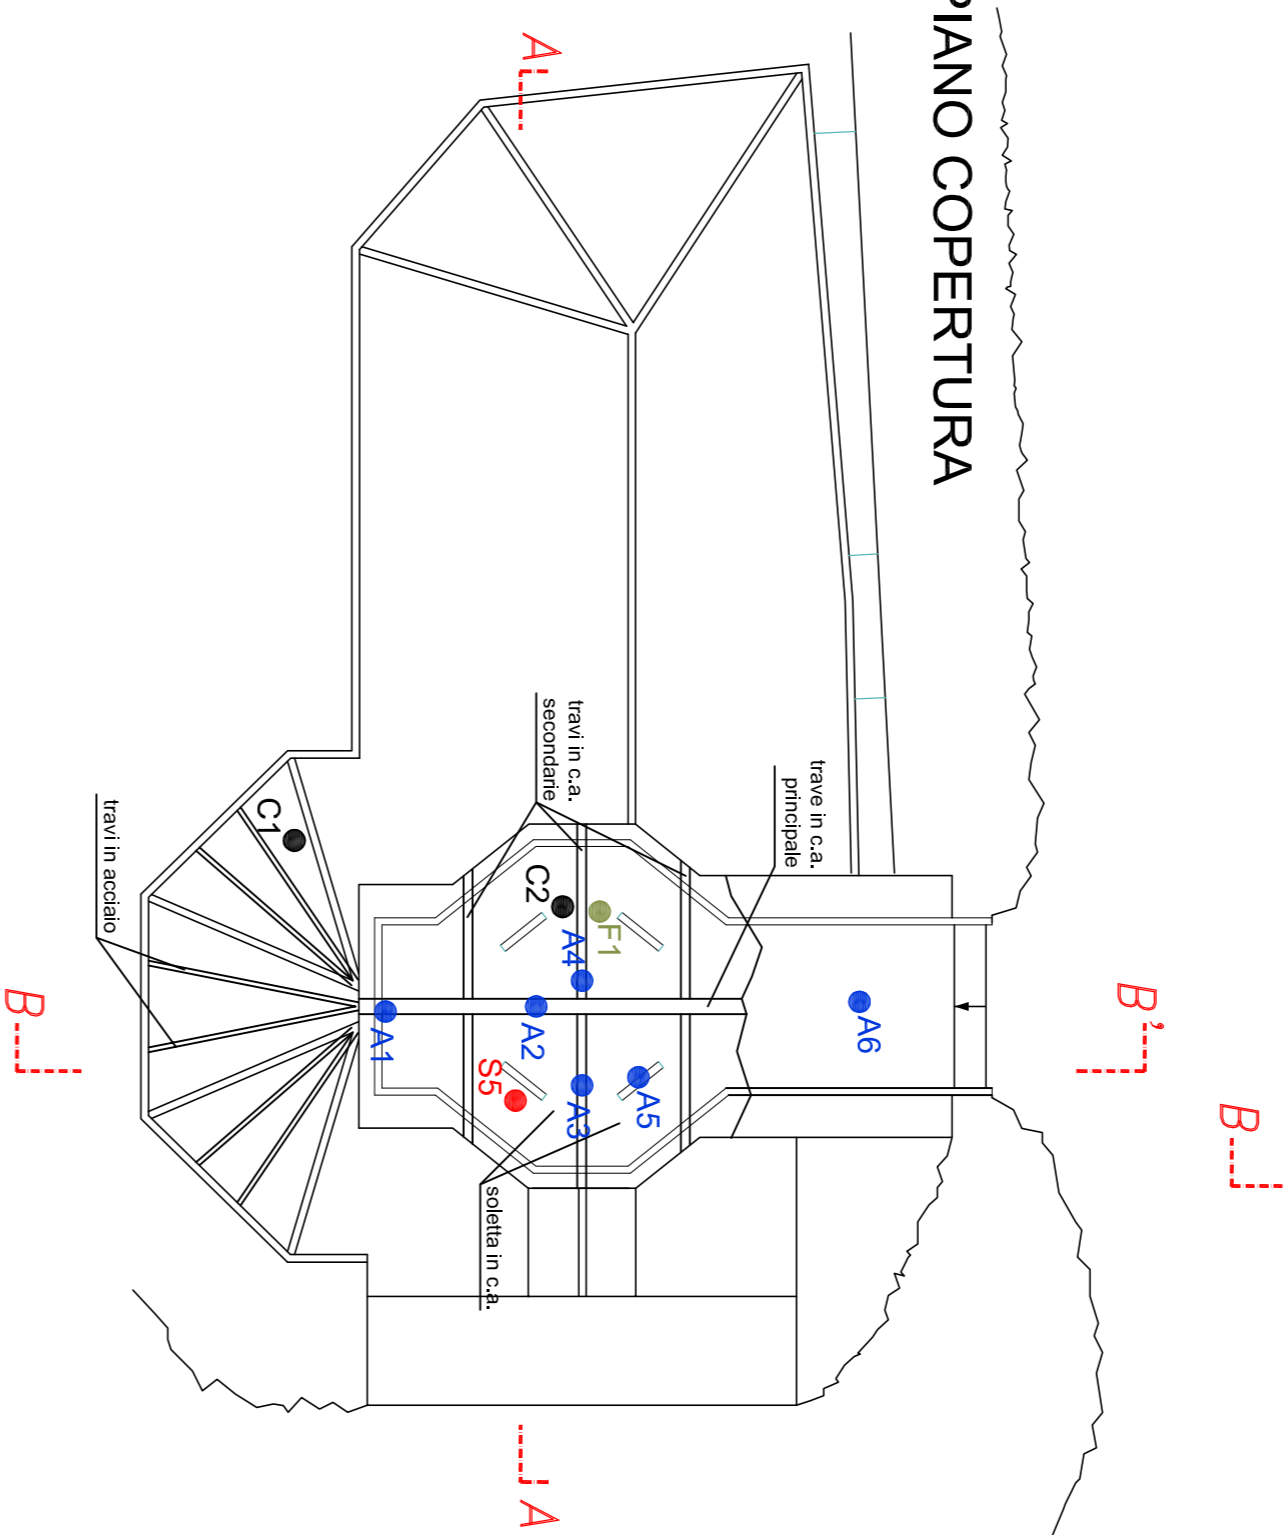 PIANO COPERTURA
A
B'
B
A6
trave in c.a.
principale
travi in c.a.
secondarie
F1
C2
A4
A5
A3
A2
S5
A1
soletta in c.a.
C1
travi in acciaio
B
A